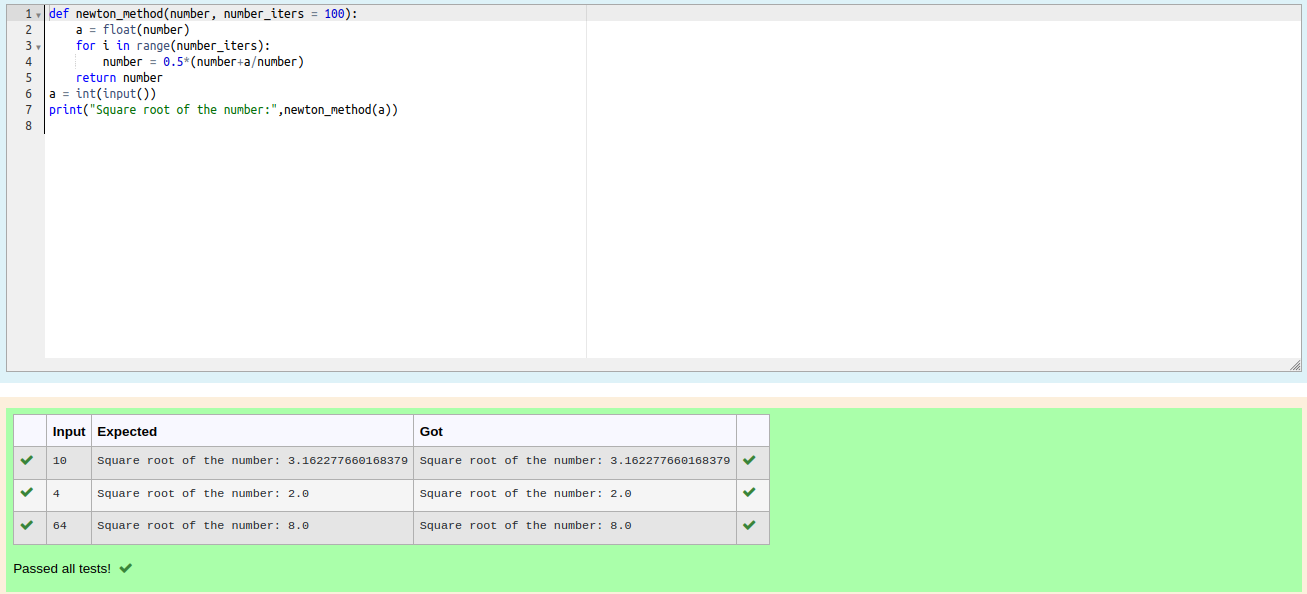 1 def newton_method(number, number_iters = 100):
2     a = float(number)
3     for i in range(number_iters):
4         number = 0.5*(number+a/number)
5     return number
6 a = int(input())
7 print("Square root of the number:",newton_method(a))
8
Input Expected Got
10 Square root of the number: 3.162277660168379 Square root of the number: 3.162277660168379
4 Square root of the number: 2.0 Square root of the number: 2.0
64 Square root of the number: 8.0 Square root of the number: 8.0
Passed all tests!